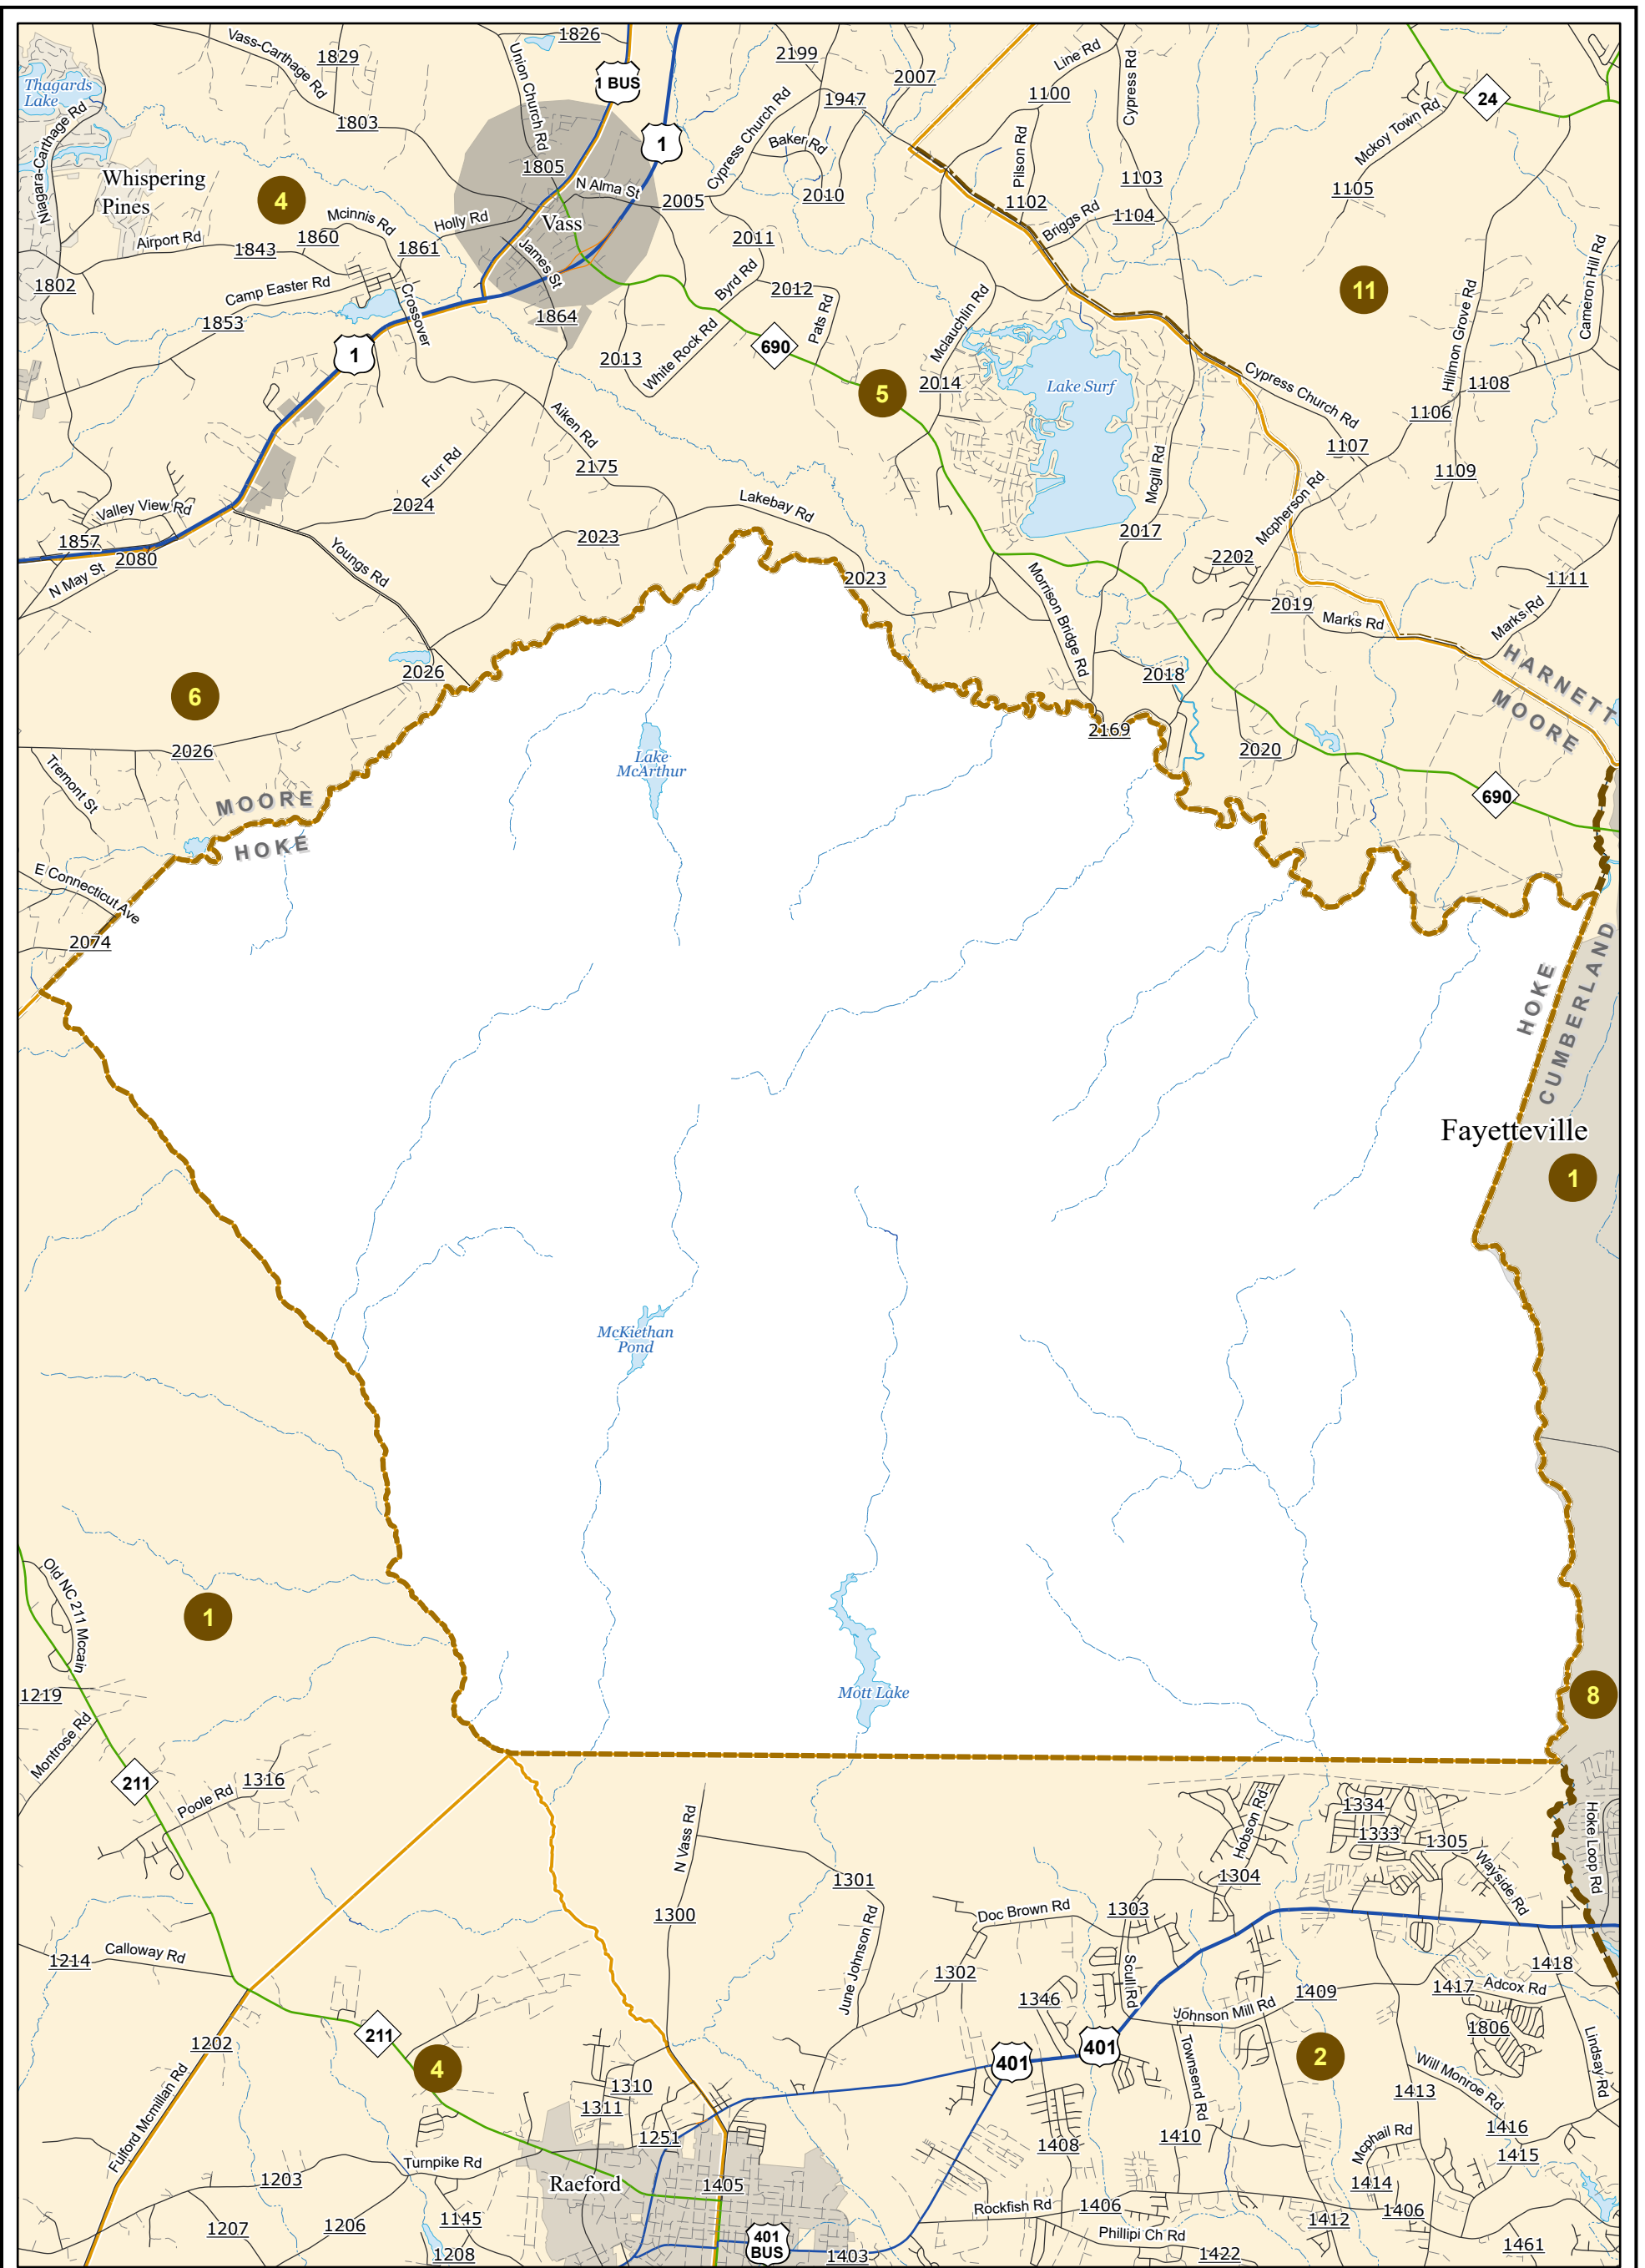 1826
Vass-Carthage Rd
1829
Union Church Rd
2199
Line Rd
Cypress Rd
Thagards
Lake
1 BUS
2007
1100
24
1947
Niagara-Carthage Rd
1803
1
Cypress Church Rd
Baker Rd
Pilson Rd
Mckoy Town Rd
1805
Whispering
Pines
4
N Alma St
2005
2010
1102
1103
1105
Mcinnis Rd
Holly Rd
Vass
Briggs Rd
1104
Airport Rd
1843
1860
1861
James St
2011
Cameron Hill Rd
1802
Camp Easter Rd
Crossover
Byrd Rd
2012
Pats Rd
Mclauchlin Rd
11
1853
1864
1
2013
White Rock Rd
690
Hillmon Grove Rd
2014
5
Lake Surf
Cypress Church Rd
1108
1106
Aiken Rd
1107
Furr Rd
2175
Mcgill Rd
1109
Valley View Rd
2024
Lakebay Rd
Mcpherson Rd
1857
2080
2023
2017
Youngs Rd
2202
N May St
2023
Morrison Bridge Rd
1111
2019
Marks Rd
Marks Rd
2026
2018
HARNETT
MOORE
6
2169
2026
Lake
McArthur
2020
Tremont St
690
MOORE
HOKE
E Connecticut Ave
2074
HOKE
CUMBERLAND
Fayetteville
1
McKiethan
Pond
Old NC 211 Mccain
1
1219
Mott Lake
8
Montrose Rd
211
1316
Poole Rd
N Vass Rd
Hobson Rd
1334
1333
1305
Hoke Loop Rd
Wayside Rd
1301
1304
1300
Doc Brown Rd
1303
June Johnson Rd
1214
Calloway Rd
1302
Scull Rd
1418
1346
1409
1417
Adcox Rd
Johnson Mill Rd
211
1202
1806
401
401
Townsend Rd
2
Lindsay Rd
4
Will Monroe Rd
1310
1413
1311
Fulford Mcmillan Rd
1416
1251
1408
1410
Mcphail Rd
1415
Turnpike Rd
1203
Raeford
1405
1414
Rockfish Rd
1406
1406
1207
1206
1145
1412
Phillipi Ch Rd
401
BUS
1208
1403
1422
1461